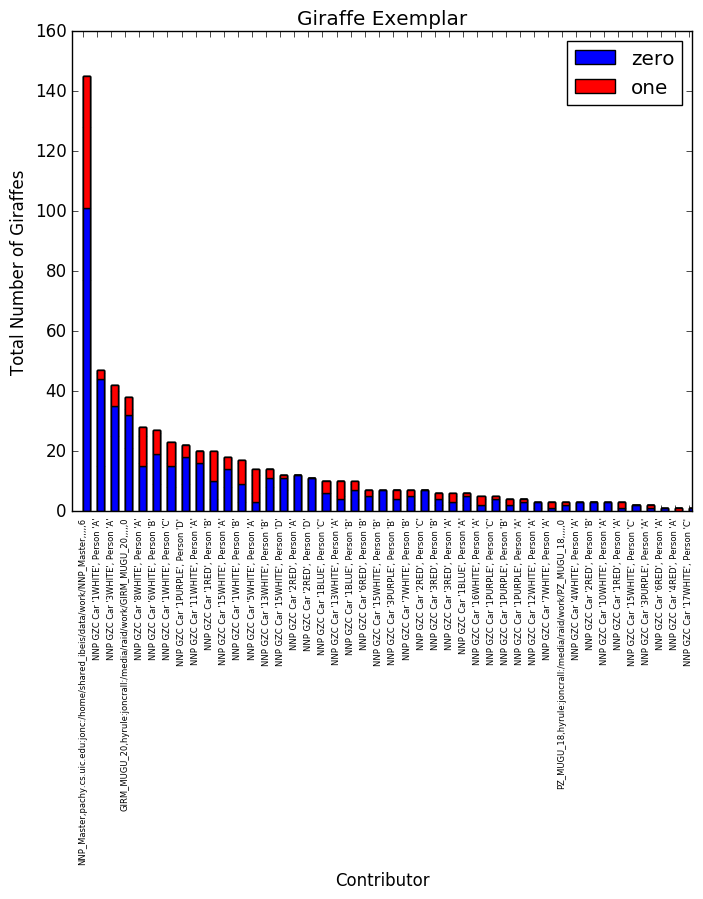 Giraffe Exemplar
zero
one
Total Number of Giraffes
160
140
120
100
80
60
40
20
0
NNP_Master,pachy.cs.uic.edu:jonc:/home/shared_ibeis/data/work/NNP_Master,,,,,6
NNP GZC Car '1WHITE', Person 'A'
NNP GZC Car '3WHITE', Person 'A'
GIRM_MUGU_20,hyrule:joncrall:/media/raid/work/GIRM_MUGU_20,,,,,0
NNP GZC Car '8WHITE', Person 'A'
NNP GZC Car '6WHITE', Person 'B'
NNP GZC Car '1WHITE', Person 'C'
NNP GZC Car '1PURPLE', Person 'D'
NNP GZC Car '11WHITE', Person 'A'
NNP GZC Car '1RED', Person 'B'
NNP GZC Car '15WHITE', Person 'A'
NNP GZC Car '1WHITE', Person 'B'
NNP GZC Car '5WHITE', Person 'A'
NNP GZC Car '13WHITE', Person 'B'
NNP GZC Car '15WHITE', Person 'D'
NNP GZC Car '2RED', Person 'A'
NNP GZC Car '2RED', Person 'D'
NNP GZC Car '1BLUE', Person 'C'
NNP GZC Car '13WHITE', Person 'A'
NNP GZC Car '1BLUE', Person 'B'
NNP GZC Car '6RED', Person 'B'
NNP GZC Car '15WHITE', Person 'B'
NNP GZC Car '3PURPLE', Person 'B'
NNP GZC Car '7WHITE', Person 'B'
NNP GZC Car '2RED', Person 'C'
NNP GZC Car '3RED', Person 'B'
NNP GZC Car '3RED', Person 'A'
NNP GZC Car '1BLUE', Person 'A'
NNP GZC Car '16WHITE', Person 'A'
NNP GZC Car '1PURPLE', Person 'C'
NNP GZC Car '1PURPLE', Person 'B'
NNP GZC Car '1PURPLE', Person 'A'
NNP GZC Car '12WHITE', Person 'A'
NNP GZC Car '7WHITE', Person 'A'
PZ_MUGU_18,hyrule:joncrall:/media/raid/work/PZ_MUGU_18,,,,,0
NNP GZC Car '4WHITE', Person 'A'
NNP GZC Car '2RED', Person 'B'
NNP GZC Car '10WHITE', Person 'A'
NNP GZC Car '1RED', Person 'A'
NNP GZC Car '15WHITE', Person 'C'
NNP GZC Car '3PURPLE', Person 'A'
NNP GZC Car '6RED', Person 'A'
NNP GZC Car '4RED', Person 'A'
NNP GZC Car '17WHITE', Person 'C'
Contributor